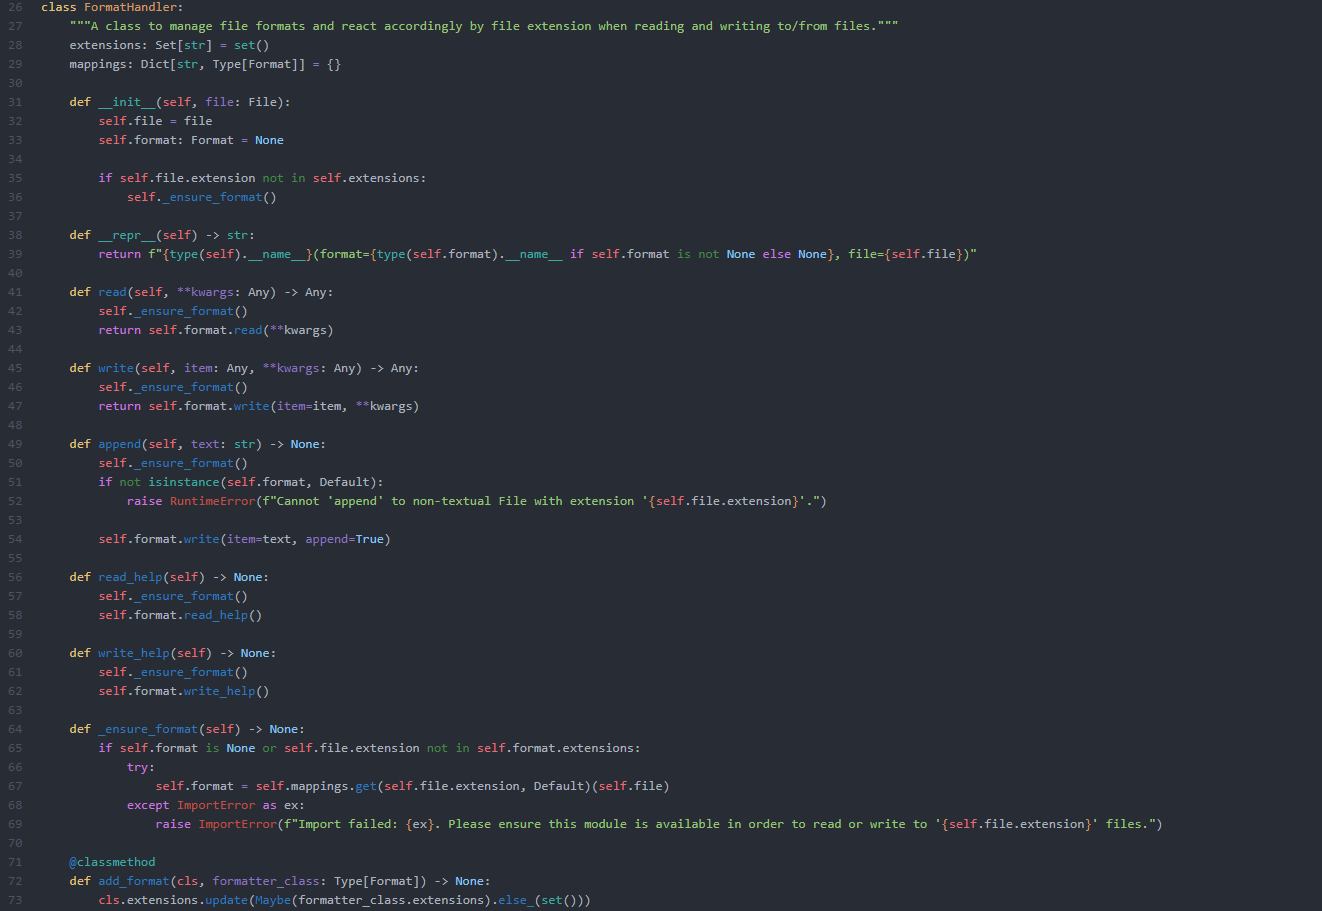 26 class FormatHandler:
27     """A class to manage file formats and react accordingly by file extension when reading and writing to/from files."""
28     extensions: Set[str] = set()
29     mappings: Dict[str, Type[Format]] = {}
30
31     def __init__(self, file: File):
32         self.file = file
33         self.format: Format = None
34
35         if self.file.extension not in self.extensions:
36             self._ensure_format()
37
38     def __repr__(self) -> str:
39         return f"{type(self).__name__}(format={type(self.format).__name__ if self.format is not None else None}, file={self.file})"
40
41     def read(self, **kwargs: Any) -> Any:
42         self._ensure_format()
43         return self.format.read(**kwargs)
44
45     def write(self, item: Any, **kwargs: Any) -> Any:
46         self._ensure_format()
47         return self.format.write(item=item, **kwargs)
48
49     def append(self, text: str) -> None:
50         self._ensure_format()
51         if not isinstance(self.format, Default):
52             raise RuntimeError(f"Cannot 'append' to non-textual File with extension '{self.file.extension}'.")
53
54         self.format.write(item=text, append=True)
55
56     def read_help(self) -> None:
57         self._ensure_format()
58         self.format.read_help()
59
60     def write_help(self) -> None:
61         self._ensure_format()
62         self.format.write_help()
63
64     def _ensure_format(self) -> None:
65         if self.format is None or self.file.extension not in self.format.extensions:
66             try:
67                 self.format = self.mappings.get(self.file.extension, Default)(self.file)
68             except ImportError as ex:
69                 raise ImportError(f"Import failed: {ex}. Please ensure this module is available in order to read or write to '{self.file.extension}' files.")
70
71     @classmethod
72     def add_format(cls, formatter_class: Type[Format]) -> None:
73         cls.extensions.update(Maybe(formatter_class.extensions).else_(set()))